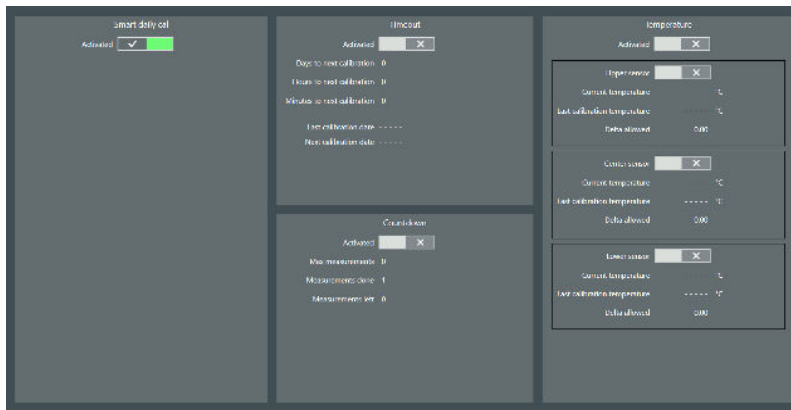 Smart daily cal
Activated
Timeout
Activated
Days to next calibration 0
Hours to next calibration 0
Minutes to next calibration 0
Last calibration date -----
Next calibration date -----
Countdown
Activated
Max measurements 0
Measurements done 1
Measurements left 0
Temperature
Activated
Upper sensor
Current temperature °C
Last calibration temperature ----- °C
Delta allowed 0.00
Center sensor
Current temperature °C
Last calibration temperature ----- °C
Delta allowed 0.00
Lower sensor
Current temperature °C
Last calibration temperature ----- °C
Delta allowed 0.00